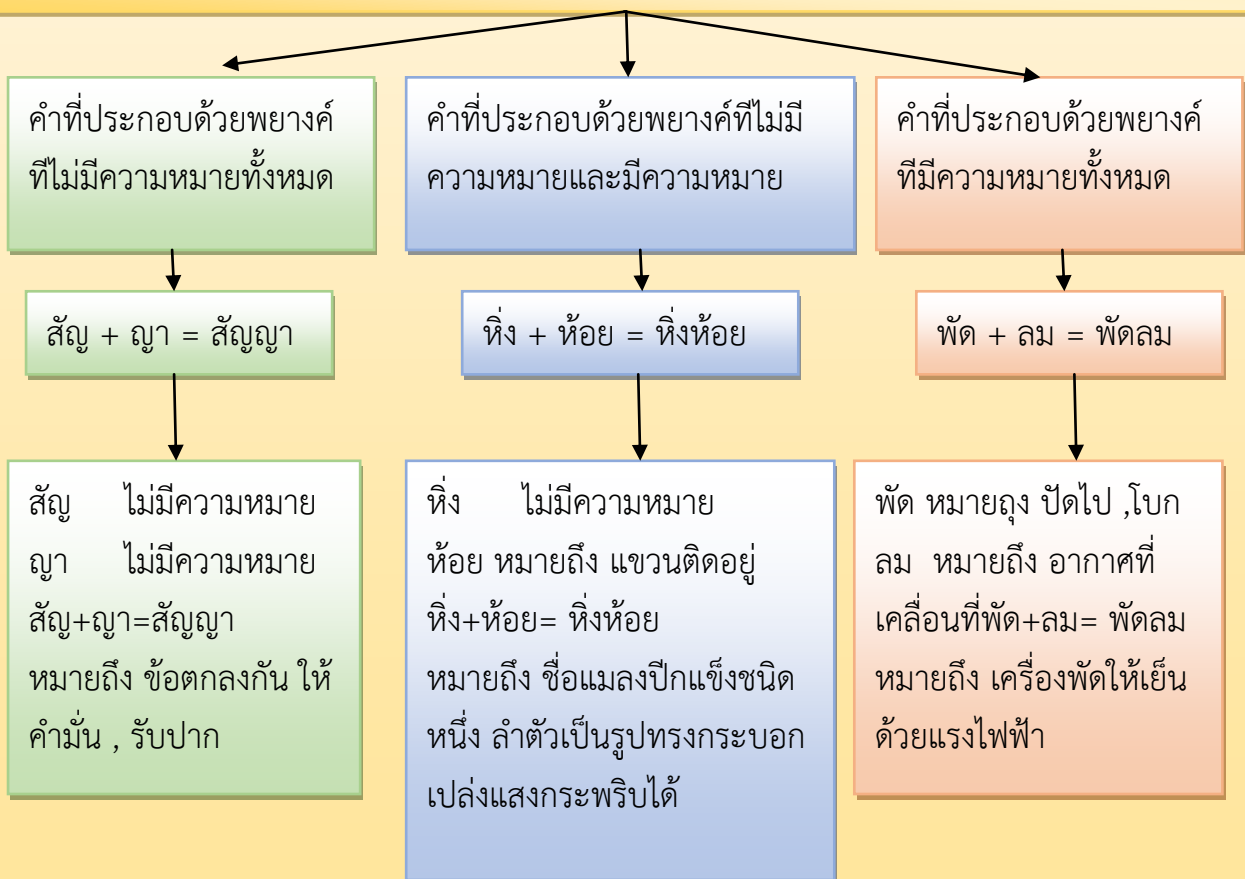 คำที่ประกอบด้วยพยางค์
ทีไม่มีความหมายทั้งหมด
คำที่ประกอบด้วยพยางค์ทีไม่มี
ความหมายและมีความหมาย
คำที่ประกอบด้วยพยางค์
ทีมีความหมายทั้งหมด
สัญ + ญา = สัญญา
หิ่ง + ห้อย = หิ่งห้อย
พัด + ลม = พัดลม
สัญ ไม่มีความหมาย
ญา ไม่มีความหมาย
สัญ+ญา=สัญญา
หมายถึง ข้อตกลงกัน ให้
คำมั่น , รับปาก
หิ่ง ไม่มีความหมาย
ห้อย หมายถึง แขวนติดอยู่
หิ่ง+ห้อย= หิ่งห้อย
หมายถึง ชื่อแมลงปีกแข็งชนิด
หนึ่ง ลำตัวเป็นรูปทรงกระบอก
เปล่งแสงกระพริบได้
พัด หมายถุง ปัดไป ,โบก
ลม หมายถึง อากาศที่
เคลื่อนที่พัด+ลม= พัดลม
หมายถึง เครื่องพัดให้เย็น
ด้วยแรงไฟฟ้า